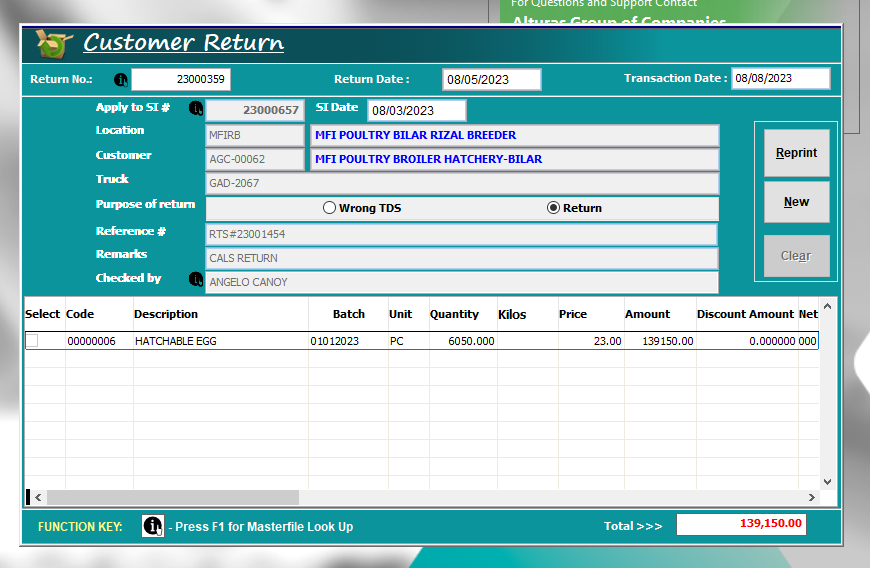 For Questions and Support Contact
Alturas Group of Companies
Customer Return
Return No.: 23000359 Return Date : 08/05/2023 Transaction Date : 08/08/2023
Apply to SI # 23000657 SI Date 08/03/2023
Location MFIRB MFI POULTRY BILAR RIZAL BREEDER
Customer AGC-00062 MFI POULTRY BROILER HATCHERY-BILAR
Truck GAD-2067
Purpose of return Wrong TDS Return
Reference # RTS#23001454
Remarks CALS RETURN
Checked by ANGELO CANOY
Reprint
New
Clear
Select Code Description Batch Unit Quantity Kilos Price Amount Discount Amount Net
00000006 HATCHABLE EGG 01012023 PC 6050.000 23.00 139150.00 0.000000 000
FUNCTION KEY: - Press F1 for Masterfile Look Up Total >>> 139,150.00